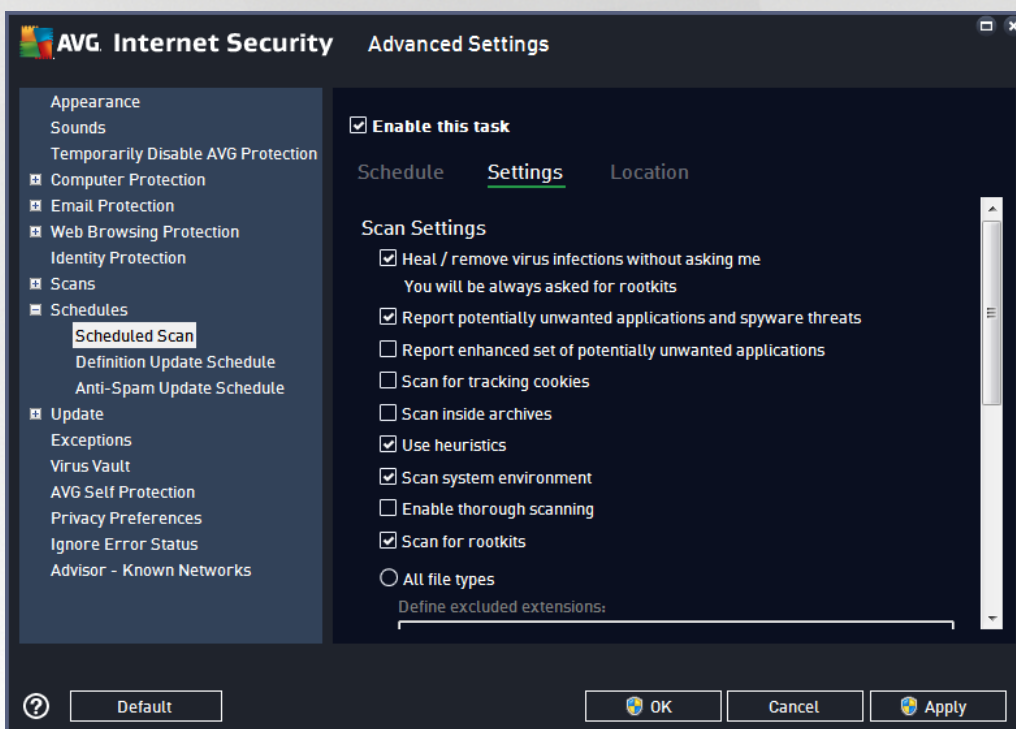 AVG. Internet Security Advanced Settings
Appearance
Sounds
Temporarily Disable AVG Protection
Computer Protection
Email Protection
Web Browsing Protection
Identity Protection
Scans
Schedules
Scheduled Scan
Definition Update Schedule
Anti-Spam Update Schedule
Update
Exceptions
Virus Vault
AVG Self Protection
Privacy Preferences
Ignore Error Status
Advisor - Known Networks
Enable this task
Schedule Settings Location
Scan Settings
Heal / remove virus infections without asking me
You will be always asked for rootkits
Report potentially unwanted applications and spyware threats
Report enhanced set of potentially unwanted applications
Scan for tracking cookies
Scan inside archives
Use heuristics
Scan system environment
Enable thorough scanning
Scan for rootkits
All file types
Define excluded extensions:
? Default OK Cancel Apply